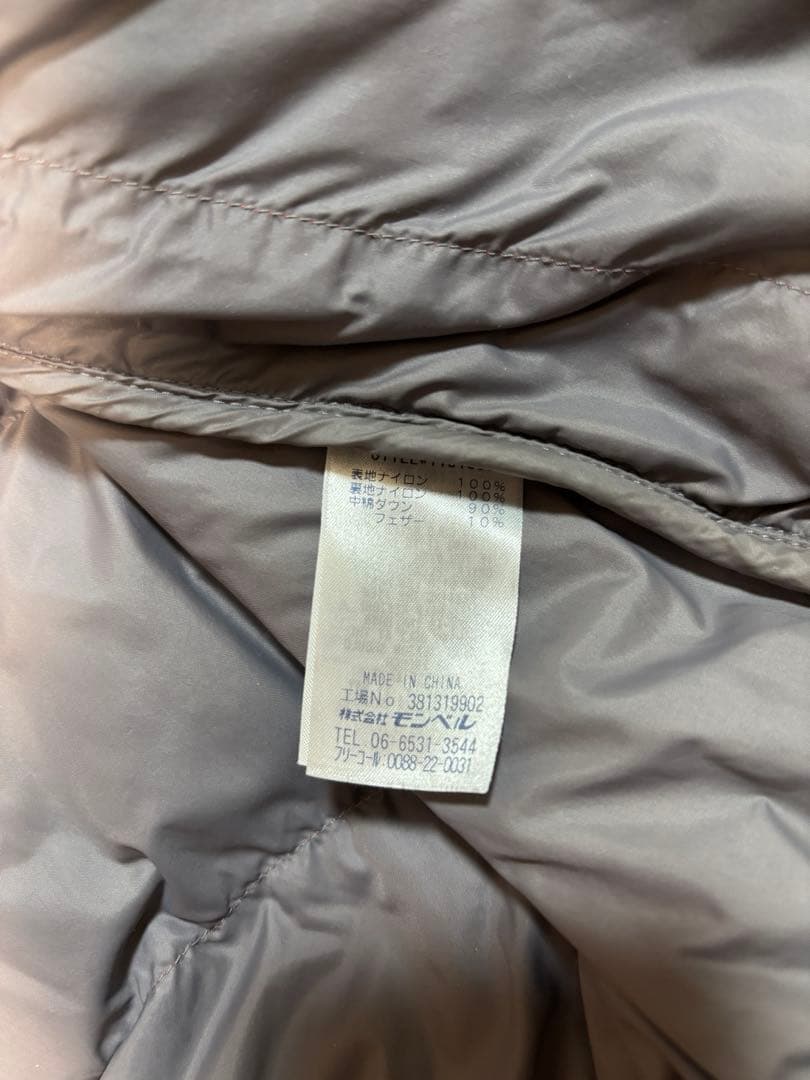 表地ナイロン 100%
裏地ナイロン 100%
中綿ダウン 90%
フェザー 10%
MADE IN CHINA
工場No 381319902
株式会社 モンベル
TEL 06-6531-3544
フリーコール:0088-22-0031